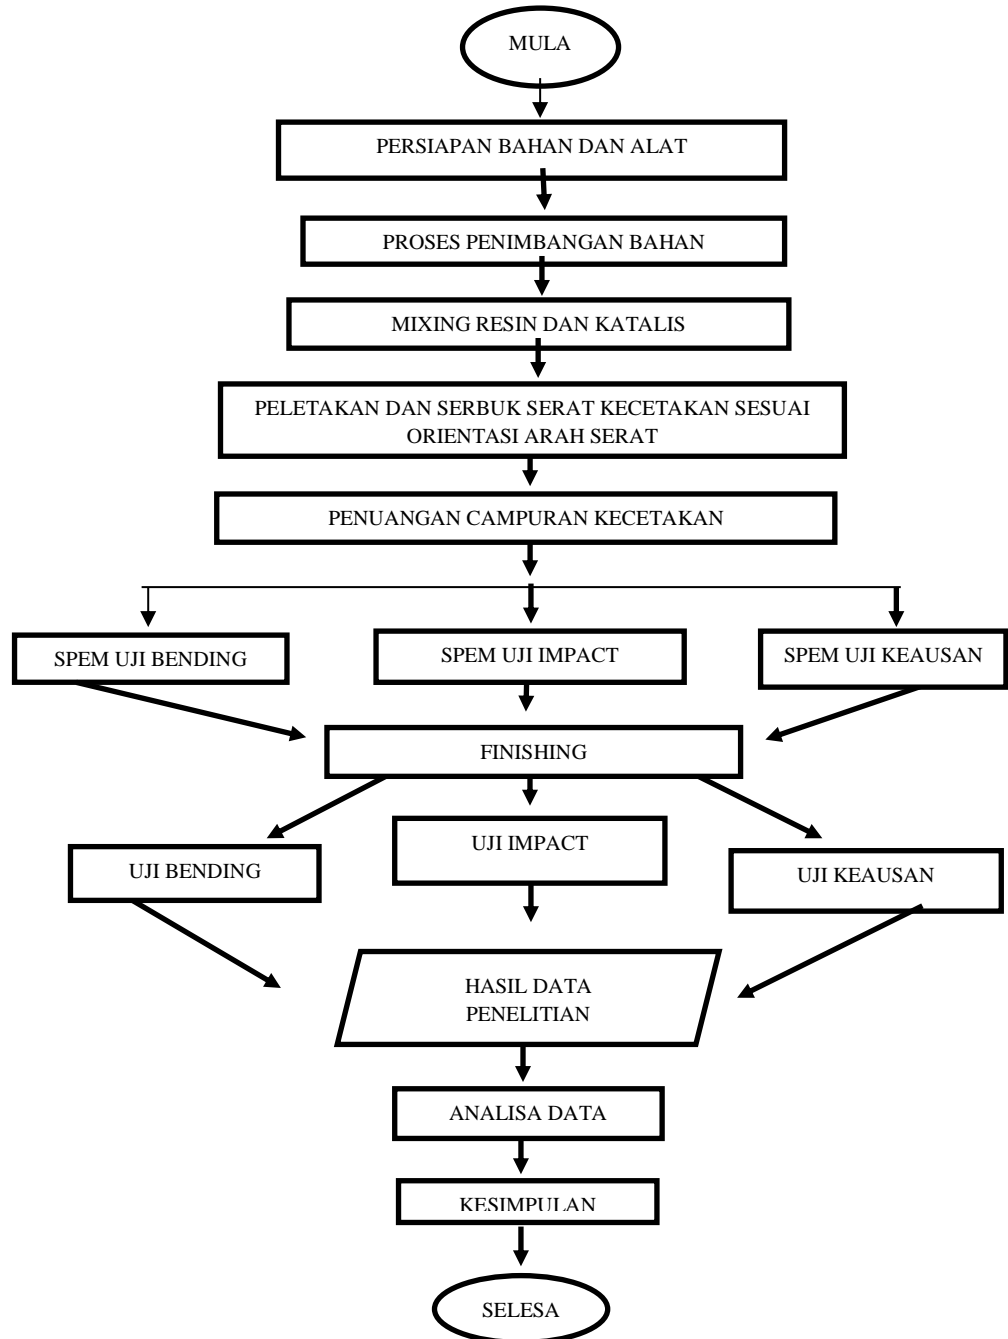 MULA
PERSIAPAN BAHAN DAN ALAT
PROSES PENIMBANGAN BAHAN
MIXING RESIN DAN KATALIS
PELETAKAN DAN SERBUK SERAT KECETAKAN SESUAI
ORIENTASI ARAH SERAT
PENUANGAN CAMPURAN KECETAKAN
SPEM UJI BENDING
SPEM UJI IMPACT
SPEM UJI KEAUSAN
FINISHING
UJI BENDING
UJI IMPACT
UJI KEAUSAN
HASIL DATA
PENELITIAN
ANALISA DATA
KESIMPULAN
SELESA